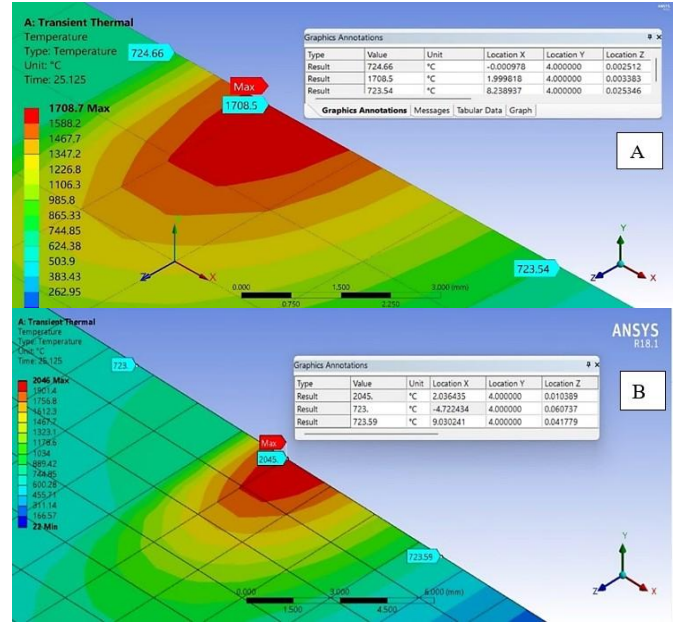 A: Transient Thermal
Temperature
Type: Temperature
Unit: °C
Time: 25.125
1708.7 Max
1588.2
1467.7
1347.2
1226.8
1106.3
985.8
865.33
744.85
624.38
503.9
383.43
262.95
724.66
Max
1708.5
723.54
Graphics Annotations
Type Value Unit Location X Location Y Location Z
Result 724.66 °C -0.000978 4.000000 0.002512
Result 1708.5 °C 1.999818 4.000000 0.003383
Result 723.54 °C 8.238937 4.000000 0.025346
Graphics Annotations Messages Tabular Data Graph
A
Y
Z X
0.000 1.500 3.000 (mm)
0.750 2.250
Y
Z X
A: Transient Thermal
Temperature
Type: Temperature
Unit: °C
Time: 25.125
2046 Max
1901.4
1756.8
1612.3
1467.7
1323.1
1178.6
1034
889.42
744.85
600.28
455.71
311.14
166.57
22 Min
723.
Max
2045.
723.59
Graphics Annotations
Type Value Unit Location X Location Y Location Z
Result 2045. °C 2.036435 4.000000 0.010389
Result 723. °C -4.722434 4.000000 0.060737
Result 723.59 °C 9.030241 4.000000 0.041779
ANSYS
R18.1
B
0.000 3.000 6.000 (mm)
1.500 4.500
Y
Z X